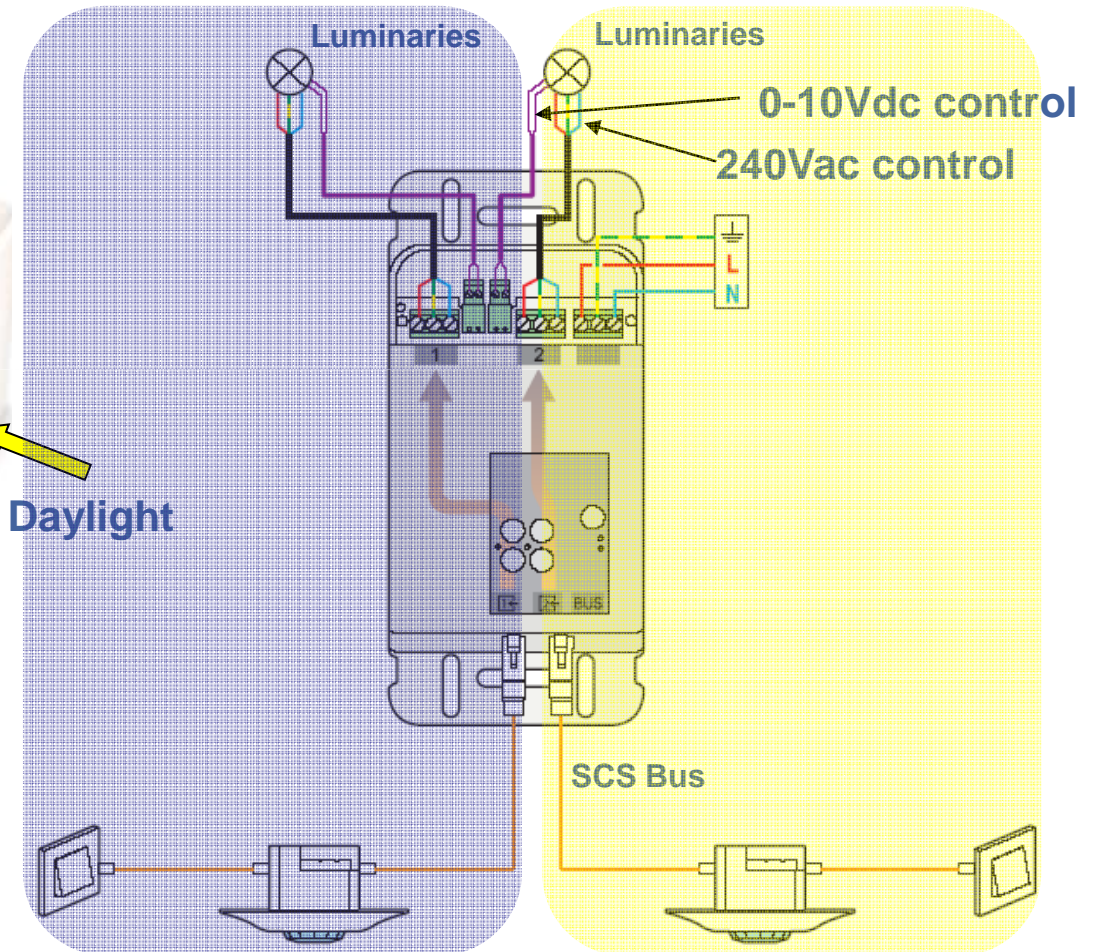 Luminaries
Luminaries
0-10Vdc control
240Vac control
L
N
1
2
Daylight
BUS
SCS Bus